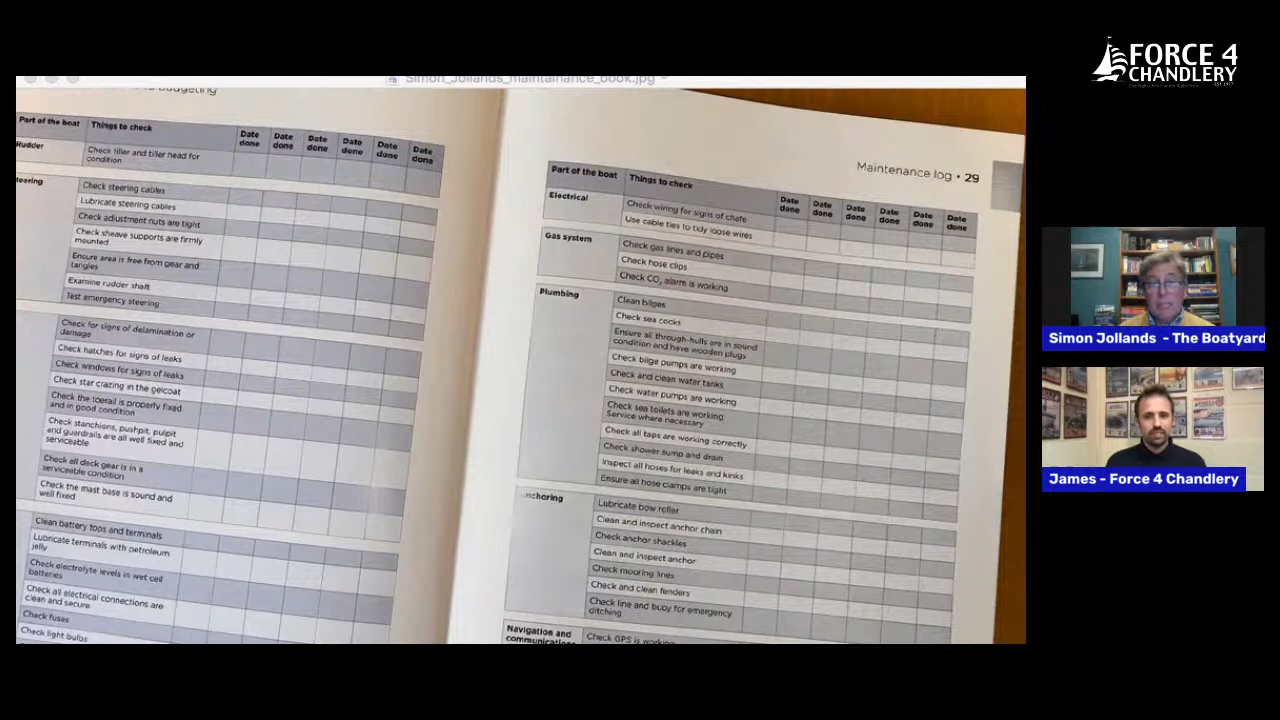 FORCE 4
CHANDLERY
Simon_Jollands_maintainance_book.jpg
budgeting
Part of the boat
Things to check
Date done
Date done
Date done
Date done
Date done
Date done
Rudder
Check tiller and tiller head for
condition
Check steering cables
Lubricate steering cables
Check adjustment nuts are tight
Check sheave supports are firmly
mounted
Ensure area is free from gear and
tangles
Examine rudder shaft
Test emergency steering
Check for signs of delamination or
damage
Check hatches for signs of leaks
Check windows for signs of leaks
Check star crazing in the gelcoat
Check the toerail is properly fixed
and in good condition
Check stanchions, pushpit, pulpit
and guardrails are all well fixed and
serviceable
Check all deck gear is in a
serviceable condition
Check the mast base is sound and
well fixed
Clean battery tops and terminals
Lubricate terminals with petroleum
jelly
Check electrolyte levels in wet cell
batteries
Check all electrical connections are
clean and secure
Check fuses
Check light bulbs
Maintenance log • 29
Part of the boat
Things to check
Date done
Date done
Date done
Date done
Date done
Date done
Electrical
Check wiring for signs of chafe
Use cable ties to tidy loose wires
Gas system
Check gas lines and pipes
Check hose clips
Check CO₂ alarm is working
Plumbing
Clean bilges
Check sea cocks
Ensure all through-hulls are in sound
condition and have wooden plugs
Check bilge pumps are working
Check and clean water tanks
Check water pumps are working
Check sea toilets are working.
Service where necessary
Check all taps are working correctly
Check shower sump and drain
Inspect all hoses for leaks and kinks
Ensure all hose clamps are tight
Anchoring
Lubricate bow roller
Clean and inspect anchor chain
Check anchor shackles
Clean and inspect anchor
Check mooring lines
Check and clean fenders
Check line and buoy for emergency
ditching
Navigation and
communications
Check GPS is working
Simon Jollands - The Boatyard
James - Force 4 Chandlery